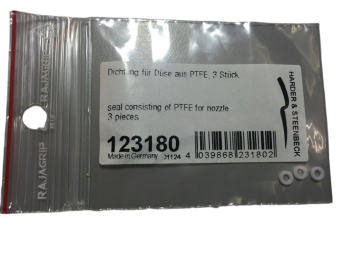 Dichtung für Düse aus PTFE, 3 Stück
seal consisting of PTFE for nozzle
3 pieces
123180
Made in Germany 01124
4 039868 231802
HARDER & STEENBECK
RAJAGRIP RAJAGRIP